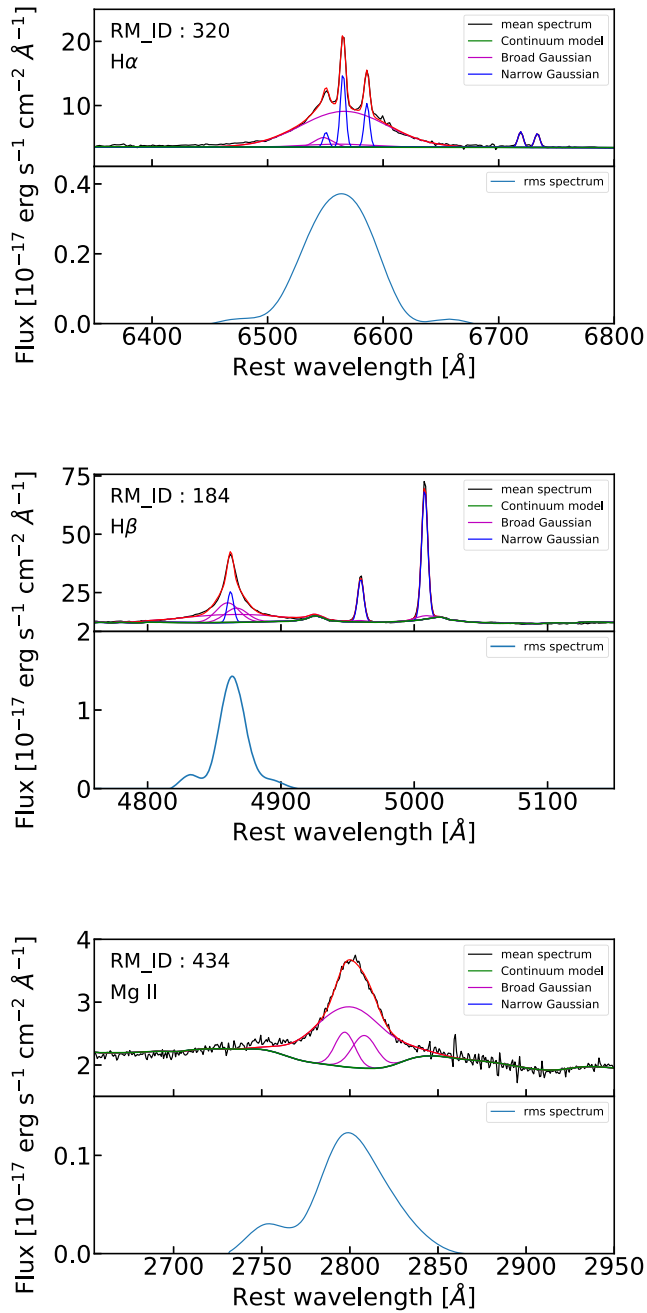 RM_ID : 320
Hα
mean spectrum
Continuum model
Broad Gaussian
Narrow Gaussian
20
10
rms spectrum
0.4
0.2
0.0
6400 6500 6600 6700 6800
Rest wavelength [Å]
Flux [10⁻¹⁷ erg s⁻¹ cm⁻² Å⁻¹]
RM_ID : 184
Hβ
mean spectrum
Continuum model
Broad Gaussian
Narrow Gaussian
75
50
25
rms spectrum
2
1
0
4800 4900 5000 5100
Rest wavelength [Å]
Flux [10⁻¹⁷ erg s⁻¹ cm⁻² Å⁻¹]
RM_ID : 434
Mg II
mean spectrum
Continuum model
Broad Gaussian
Narrow Gaussian
4
3
2
rms spectrum
0.1
0.0
2700 2750 2800 2850 2900 2950
Rest wavelength [Å]
Flux [10⁻¹⁷ erg s⁻¹ cm⁻² Å⁻¹]